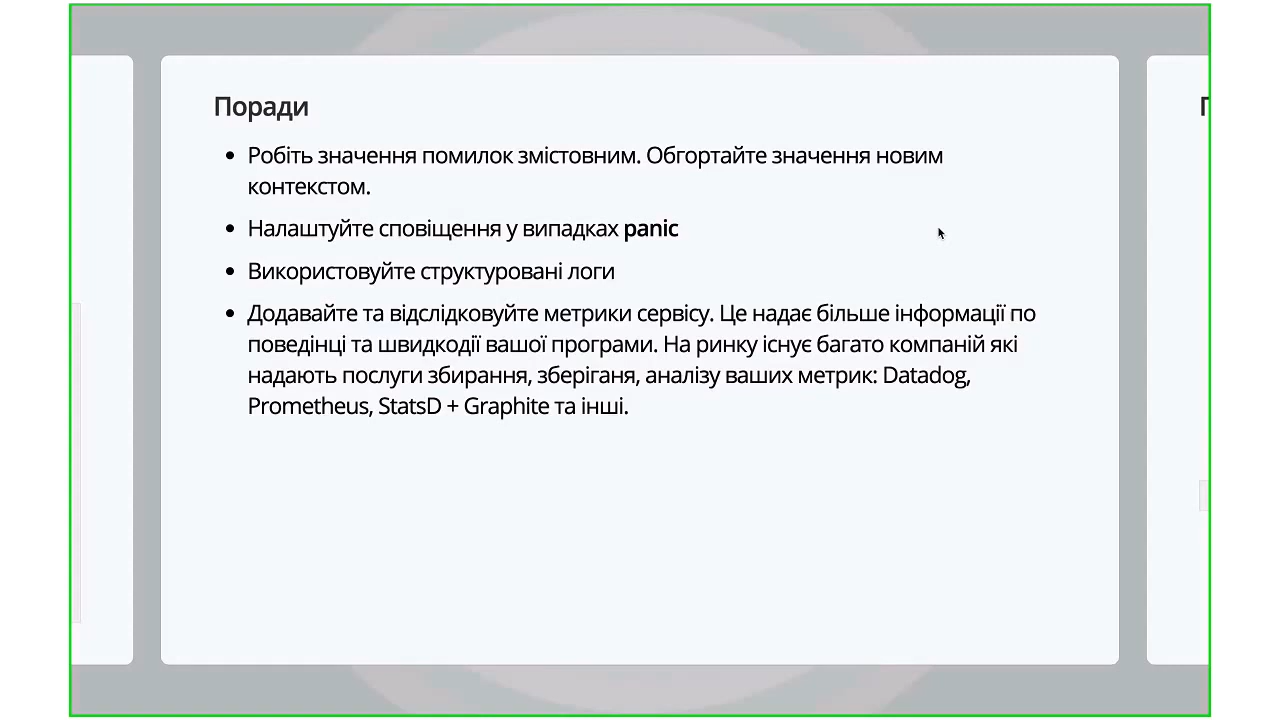 Поради
Робіть значення помилок змістовним. Обгортайте значення новим
контекстом.
Налаштуйте сповіщення у випадках panic
Використовуйте структуровані логи
Додавайте та відслідковуйте метрики сервісу. Це надає більше інформації по
поведінці та швидкодії вашої програми. На ринку існує багато компаній які
надають послуги збирання, зберіганя, аналізу ваших метрик: Datadog,
Prometheus, StatsD + Graphite та інші.